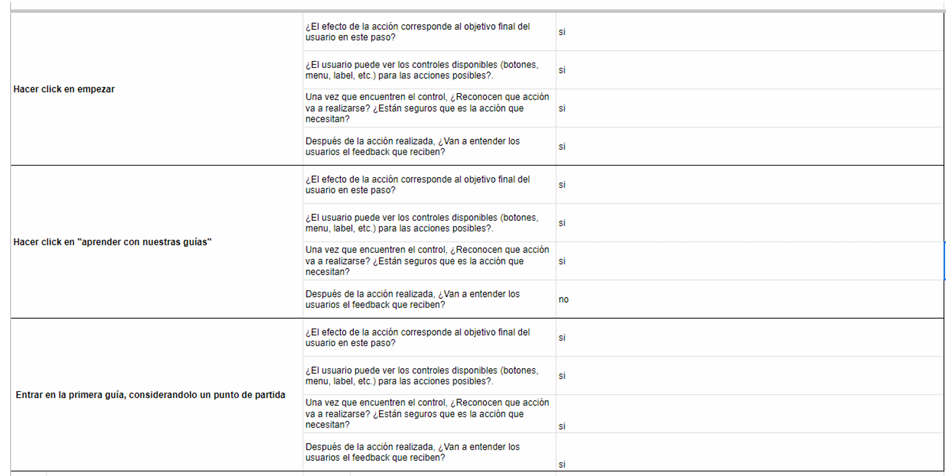 ¿El efecto de la acción corresponde al objetivo final del
usuario en este paso?
si
¿El usuario puede ver los controles disponibles (botones,
menu, label, etc.) para las acciones posibles?.
si
Hacer click en empezar
Una vez que encuentren el control, ¿Reconocen que acción
va a realizarse? ¿Están seguros que es la acción que
necesitan?
si
Después de la acción realizada, ¿Van a entender los
usuarios el feedback que reciben?
si
¿El efecto de la acción corresponde al objetivo final del
usuario en este paso?
si
¿El usuario puede ver los controles disponibles (botones,
menu, label, etc.) para las acciones posibles?.
si
Hacer click en "aprender con nuestras guías"
Una vez que encuentren el control, ¿Reconocen que acción
va a realizarse? ¿Están seguros que es la acción que
necesitan?
si
Después de la acción realizada, ¿Van a entender los
usuarios el feedback que reciben?
no
¿El efecto de la acción corresponde al objetivo final del
usuario en este paso?
si
¿El usuario puede ver los controles disponibles (botones,
menu, label, etc.) para las acciones posibles?.
si
Entrar en la primera guía, considerandolo un punto de partida
Una vez que encuentren el control, ¿Reconocen que acción
va a realizarse? ¿Están seguros que es la acción que
necesitan?
si
Después de la acción realizada, ¿Van a entender los
usuarios el feedback que reciben?
si